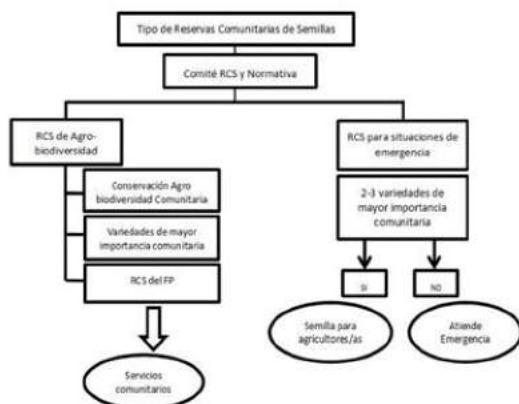 Tipo de Reservas Comunitarias de Semillas
Comité RCS y Normativa
RCS de Agro-
biodiversidad
Conservación Agro
biodiversidad Comunitaria
Variedades de mayor
importancia comunitaria
RCS del FP
Servicios
comunitarios
RCS para situaciones de
emergencia
2-3 variedades de
mayor importancia
comunitaria
SI
NO
Semilla para
agricultores/as
Atiende
Emergencia